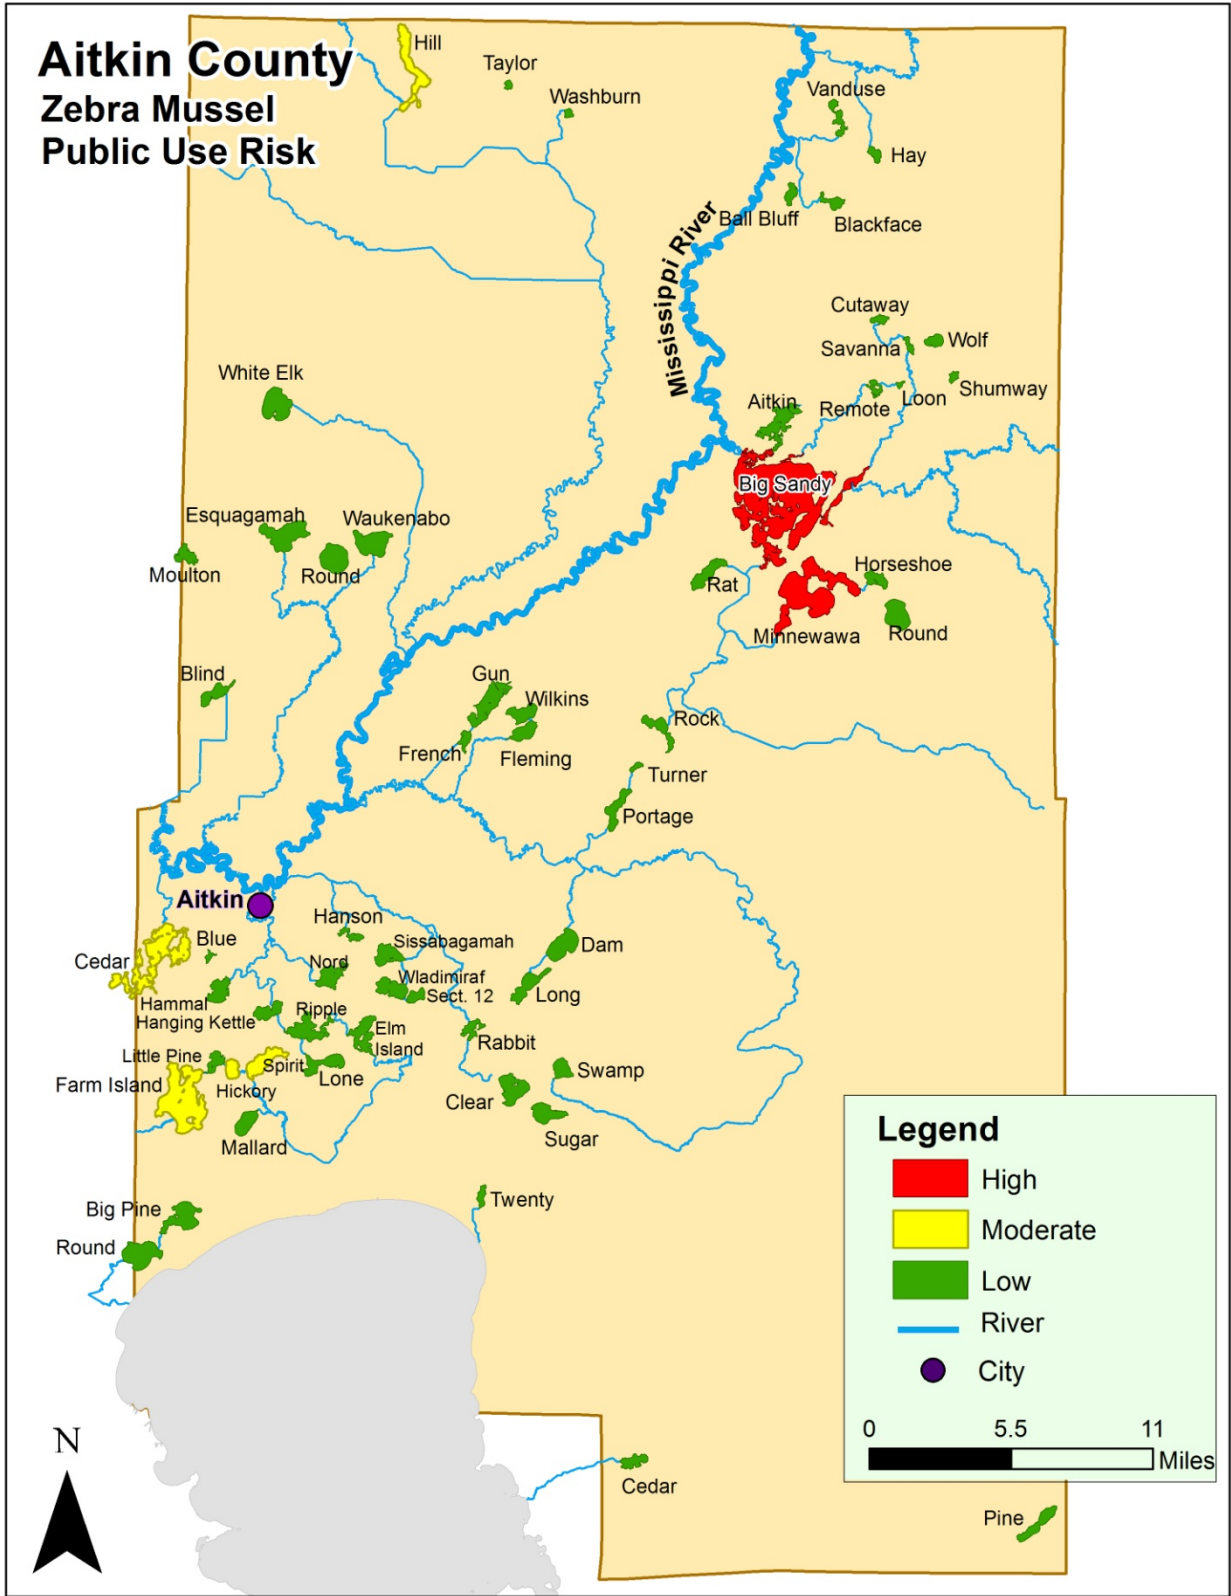 Aitkin County
Zebra Mussel
Public Use Risk
Hill
Taylor
Washburn
Vanduse
Hay
Ball Bluff
Blackface
Mississippi River
Cutaway
Savanna
Wolf
Shumway
Loon
Remote
Aitkin
Big Sandy
White Elk
Esquagamah
Waukenabo
Moulton
Round
Rat
Horseshoe
Minnewawa
Round
Blind
Gun
Wilkins
French
Fleming
Rock
Turner
Portage
Aitkin
Hanson
Blue
Sissabagamah
Dam
Cedar
Nord
Wladimiraf
Sect. 12
Long
Hammal
Hanging Kettle
Ripple
Elm
Island
Rabbit
Little Pine
Spirit
Lone
Swamp
Farm Island
Hickory
Clear
Sugar
Mallard
Big Pine
Twenty
Round
Cedar
Pine
N
Legend
High
Moderate
Low
River
City
0 5.5 11
Miles